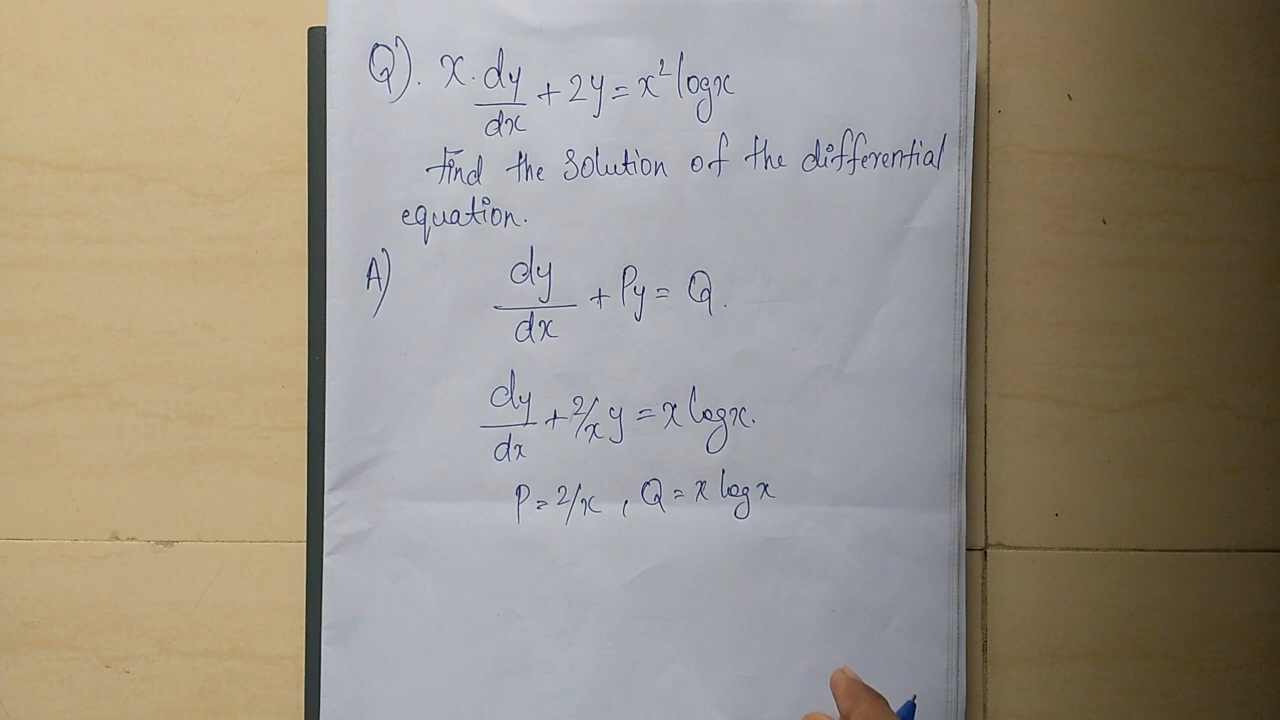 Q). x. dy/dx + 2y = x² logx
Find the Solution of the differential
equation.
A) dy/dx + Py = Q.
dy/dx + 2/x y = x logx.
P = 2/x , Q = x log x